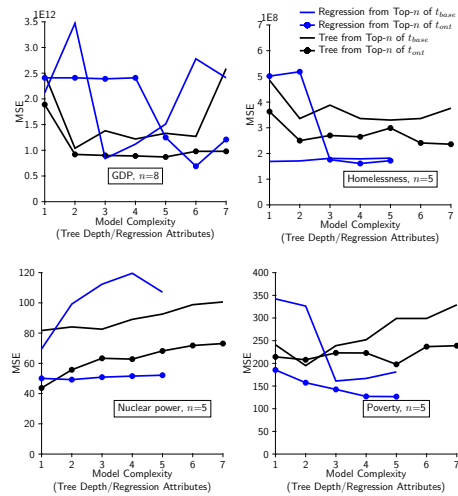 1E12
3.5
3.0
2.5
2.0
1.5
1.0
0.5
0
MSE
1 2 3 4 5 6 7
GDP, n=8
Model Complexity
(Tree Depth/Regression Attributes)
Regression from Top-n of t_base
Regression from Top-n of t_ont
Tree from Top-n of t_base
Tree from Top-n of t_ont
1E8
7
6
5
4
3
2
1
0
MSE
1 2 3 4 5 6 7
Homelessness, n=5
Model Complexity
(Tree Depth/Regression Attributes)
120
100
80
60
40
20
0
MSE
1 2 3 4 5 6 7
Nuclear power, n=5
Model Complexity
(Tree Depth/Regression Attributes)
400
350
300
250
200
150
100
50
0
MSE
1 2 3 4 5 6 7
Poverty, n=5
Model Complexity
(Tree Depth/Regression Attributes)